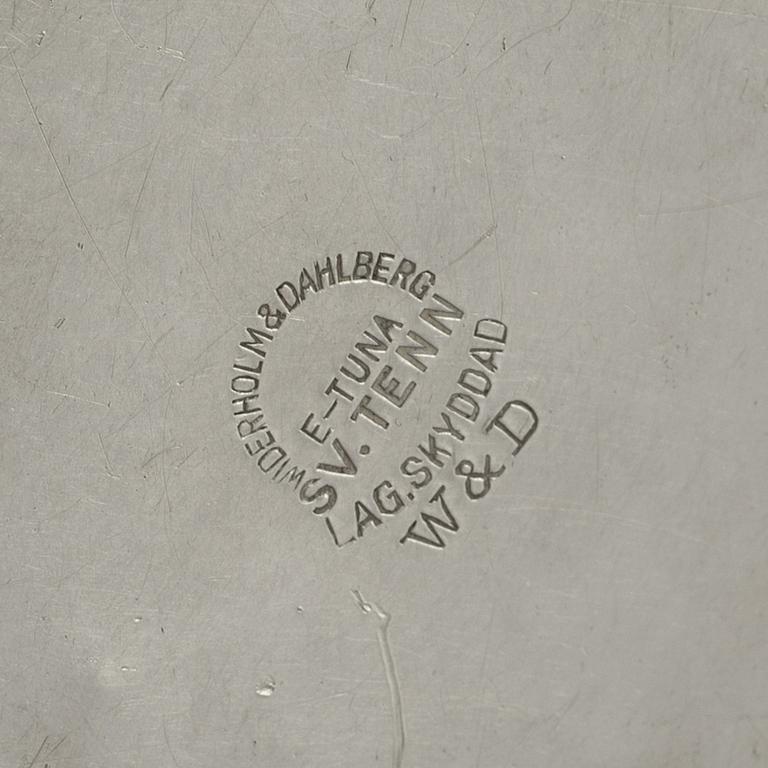 WIDERHOLM & DAHLBERG
E-TUNA
SV. TENN
LAG. SKYDDAD
W & D